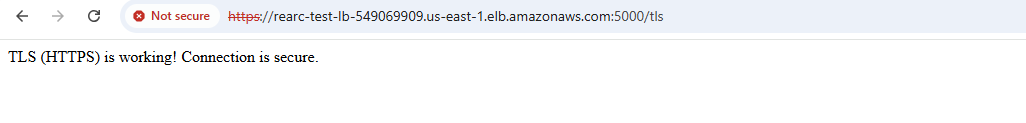 Not secure https://rearc-test-lb-549069909.us-east-1.elb.amazonaws.com:5000/tls
TLS (HTTPS) is working! Connection is secure.